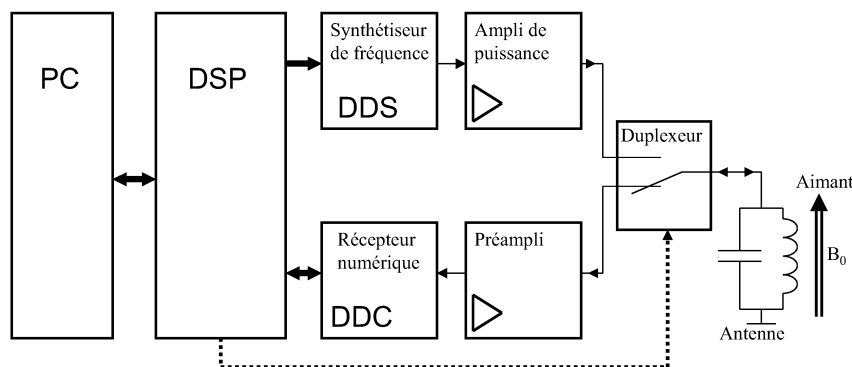 PC
DSP
Synthétiseur
de fréquence
DDS
Ampli de
puissance
Duplexeur
Récepteur
numérique
DDC
Préampli
Aimant
B0
Antenne